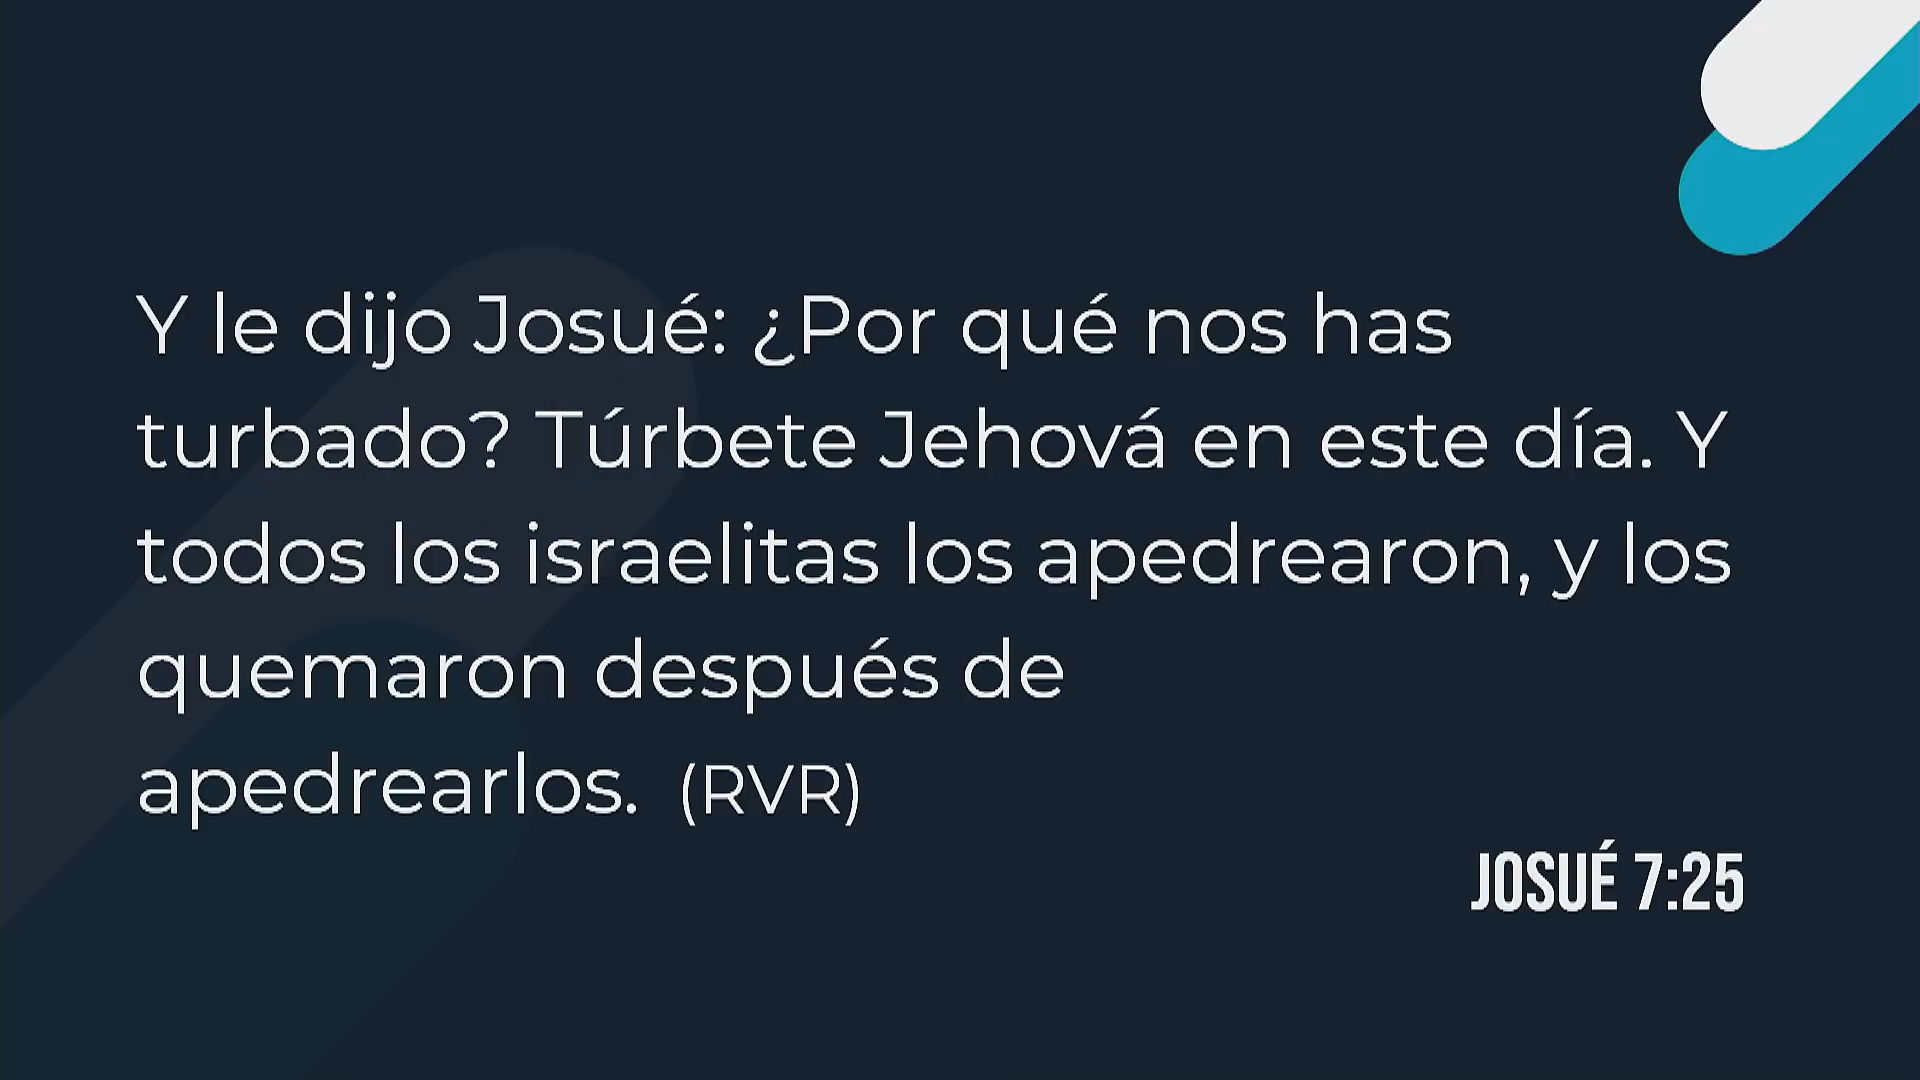 Y le dijo Josué: ¿Por qué nos has
turbado? Túrbete Jehová en este día. Y
todos los israelitas los apedrearon, y los
quemaron después de
apedrearlos. (RVR)
JOSUÉ 7:25